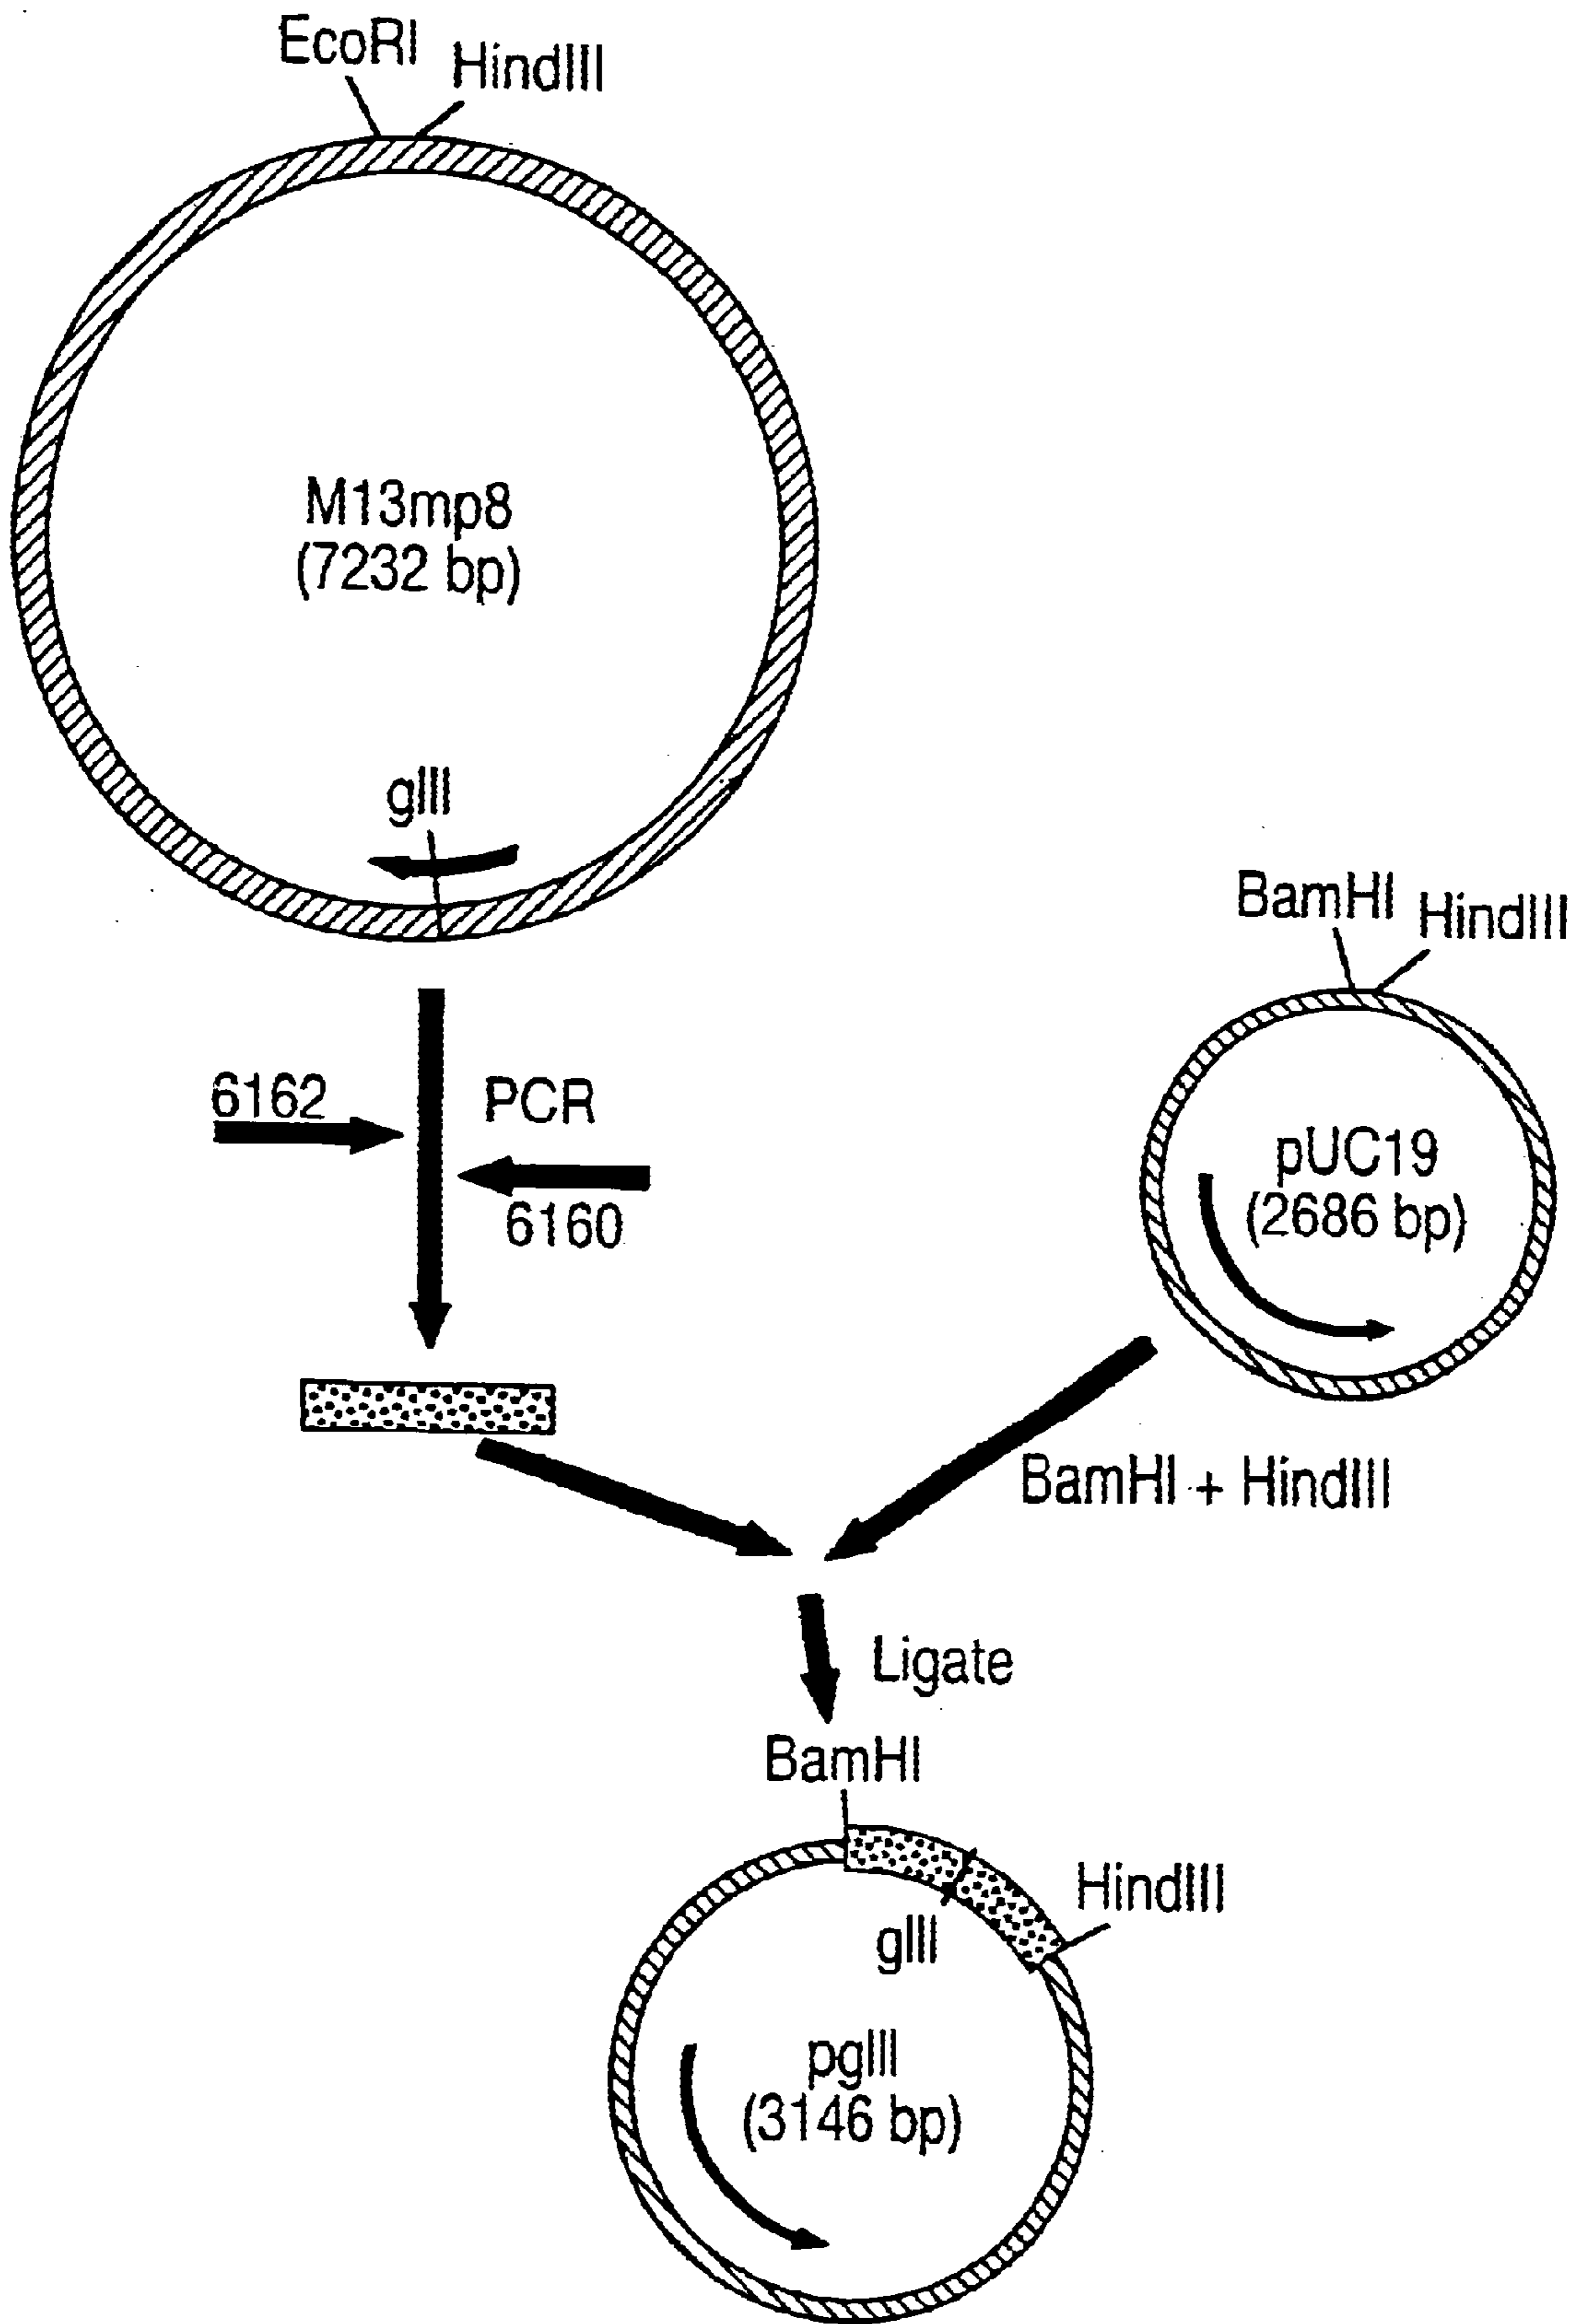 EcoRI
HindIII
M13mp8
(7232 bp)
gIII
BamHI
HindIII
6162
PCR
6160
pUC19
(2686 bp)
BamHI + HindIII
Ligate
BamHI
HindIII
gIII
pgIII
(3146 bp)